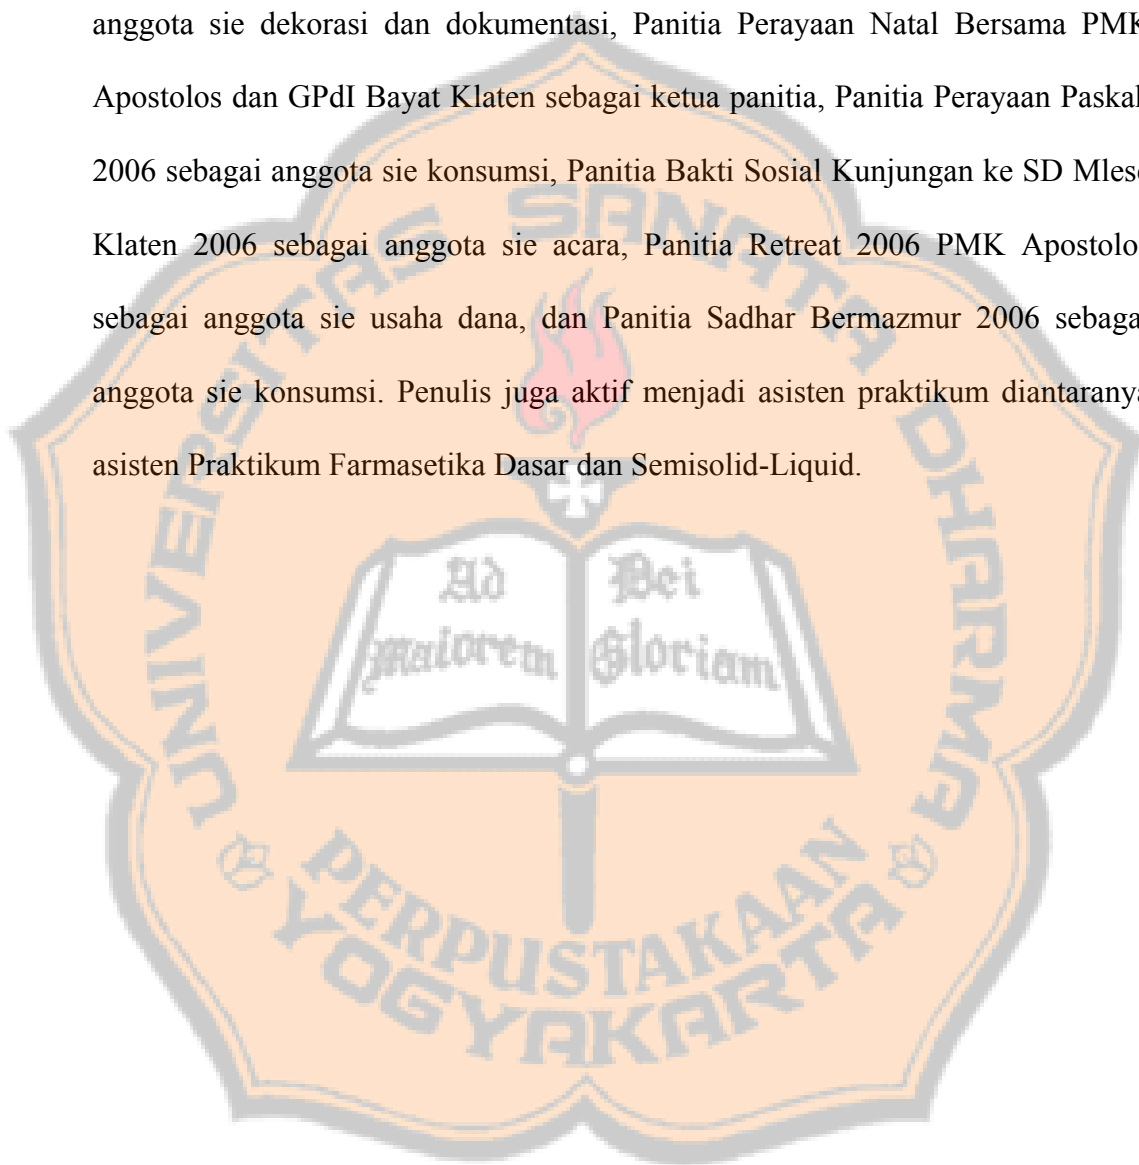 anggota sie dekorasi dan dokumentasi, Panitia Perayaan Natal Bersama PMK
Apostolos dan GPdI Bayat Klaten sebagai ketua panitia, Panitia Perayaan Paskah
2006 sebagai anggota sie konsumsi, Panitia Bakti Sosial Kunjungan ke SD Mlese
Klaten 2006 sebagai anggota sie acara, Panitia Retreat 2006 PMK Apostolo
sebagai anggota sie usaha dana, dan Panitia Sadhar Bermazmur 2006 sebaga
anggota sie konsumsi. Penulis juga aktif menjadi asisten praktikum diantaranya
asisten Praktikum Farmasetika Dasar dan Semisolid-Liquid.
UNIVERSITAS SANATA DHARMA
Ad Dei
Maiorem Gloriam
PERPUSTAKAAN
YOGYAKARTA